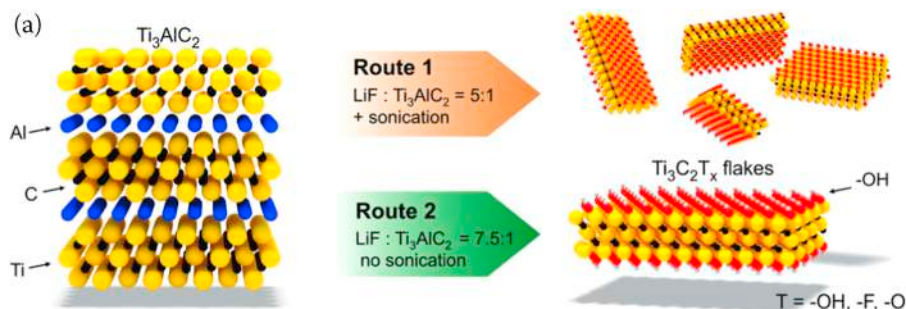 (a)
Ti₃AlC₂
Al
C
Ti
Route 1
LiF : Ti₃AlC₂ = 5:1
+ sonication
Route 2
LiF : Ti₃AlC₂ = 7.5:1
no sonication
Ti₃C₂Tₓ flakes
-OH
T = -OH, -F, -O